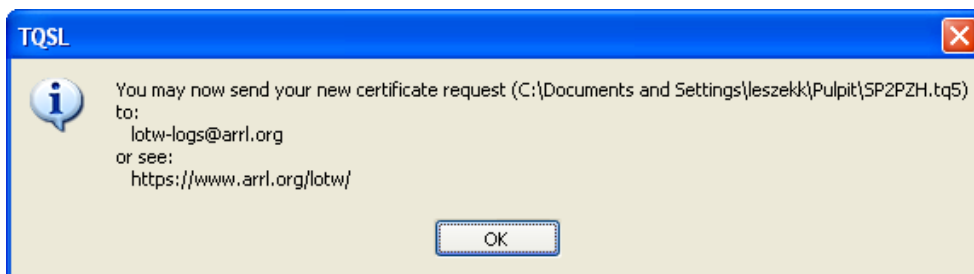 TQSL
You may now send your new certificate request (C:\Documents and Settings\leszekk\Pulpit\SP2PZH.tq5)
to:
lotw-logs@arrl.org
or see:
https://www.arrl.org/lotw/
OK